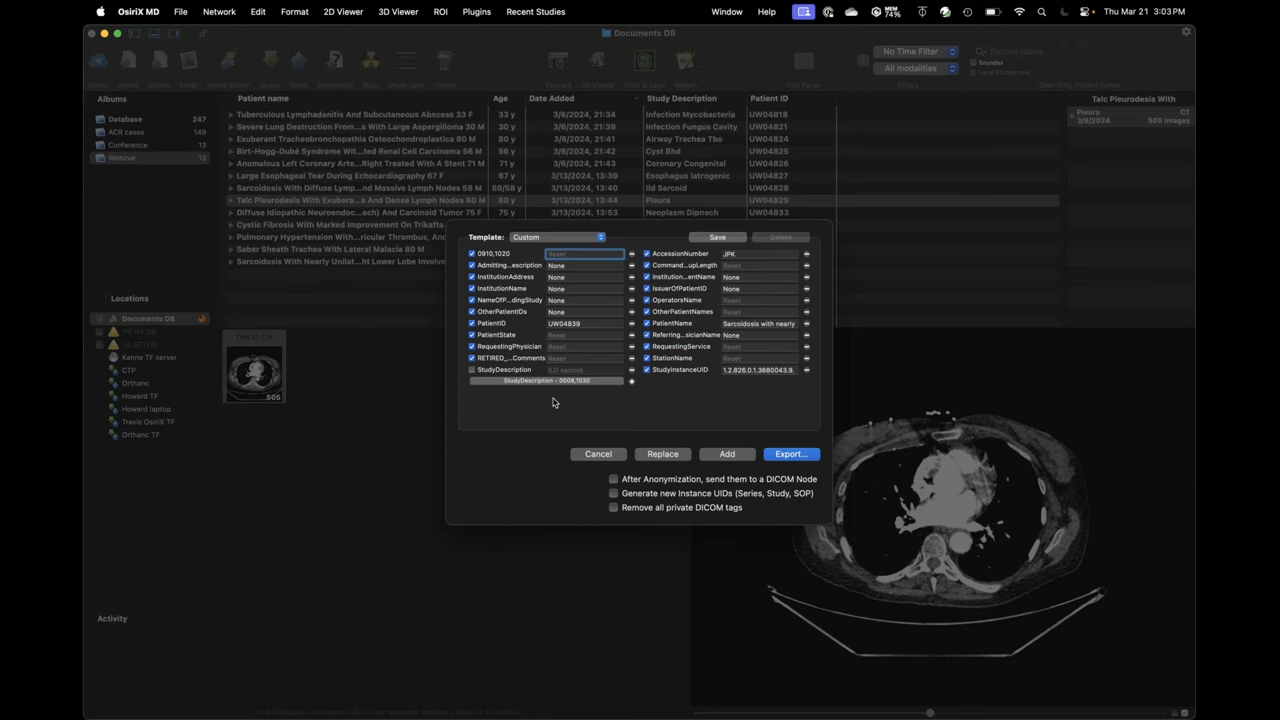 OsiriX MD File Network Edit Format 2D Viewer 3D Viewer ROI Plugins Recent Studies Window Help MEM 74% Thu Mar 21 3:03 PM
Documents DB
No Time Filter Patient Name
Soundex
All modalities
Albums Patient name Age Date Added Study Description Patient ID Talc Pleurodesis With
Database 247 Tuberculous Lymphadenitis And Subcutaneous Abscess 33 F 33 y 3/6/2024, 21:34 Infection Mycobacteria UW04818 Pleura CT
3/9/2024 505 images
ACR cases 149 Severe Lung Destruction From...s With Large Aspergilloma 30 M 30 y 3/6/2024, 21:40 Infection Fungus Cavity UW04821
Conference 13 Exuberant Tracheobronchopathia Osteochondroplastica 80 M 80 y 3/6/2024, 21:41 Airway Trachea Tbo UW04824
Webinar 13 Birt-Hogg-Dubé Syndrome Wit...ted Renal Cell Carcinoma 56 M 56 y 3/6/2024, 21:42 Cyst Bhd UW04825
Anomalous Left Coronary Arte...Right Treated With A Stent 71 M 71 y 3/6/2024, 21:43 Coronary Congenital UW04826
Large Esophageal Tear During Echocardiography 67 F 67 y 3/13/2024, 13:39 Esophagus Iatrogenic UW04827
Sarcoidosis With Diffuse Lymp...nd Massive Lymph Nodes 58 M 59/58 y 3/13/2024, 13:40 Ild Sarcoid UW04828
Talc Pleurodesis With Exubera...s And Dense Lymph Nodes 60 M 60 y 3/13/2024, 13:44 Pleura UW04829
Diffuse Idiopathic Neuroendoc...ech) And Carcinoid Tumor 75 F 75 y 3/13/2024, 13:53 Neoplasm Dipnech UW04833
Cystic Fibrosis With Marked Improvement On Trikafta
Pulmonary Hypertension With...rricular Thrombus, And
Saber Sheath Trachea With Lateral Malacia 80 M
Sarcoidosis With Nearly Unilat...ht Lower Lobe Involvem
Template: Custom Save Delete
0910,1020 Reset AccessionNumber JPK
Admitting...escription None Command...upLength Reset
InstitutionAddress None Institution...entName None
InstitutionName None IssuerOfPatientID None
NameOfP...dingStudy None OperatorsName Reset
OtherPatientIDs None OtherPatientNames Reset
PatientID UW04839 PatientName Sarcoidosis with nearly
PatientState Reset Referring...sicianName None
RequestingPhysician Reset RequestingService Reset
RETIRED_...Comments Reset StationName Reset
StudyDescription ILD sarcoid StudyInstanceUID 1.2.826.0.1.3680043.9.
StudyDescription - 0008,1030
Cancel Replace Add Export...
After Anonymization, send them to a DICOM Node
Generate new Instance UIDs (Series, Study, SOP)
Remove all private DICOM tags
Locations
Documents DB
Kanne TF server
CTP
Orthanc
Howard TF
Howard laptop
Travis OsiriX TF
Orthanc TF
505
Activity